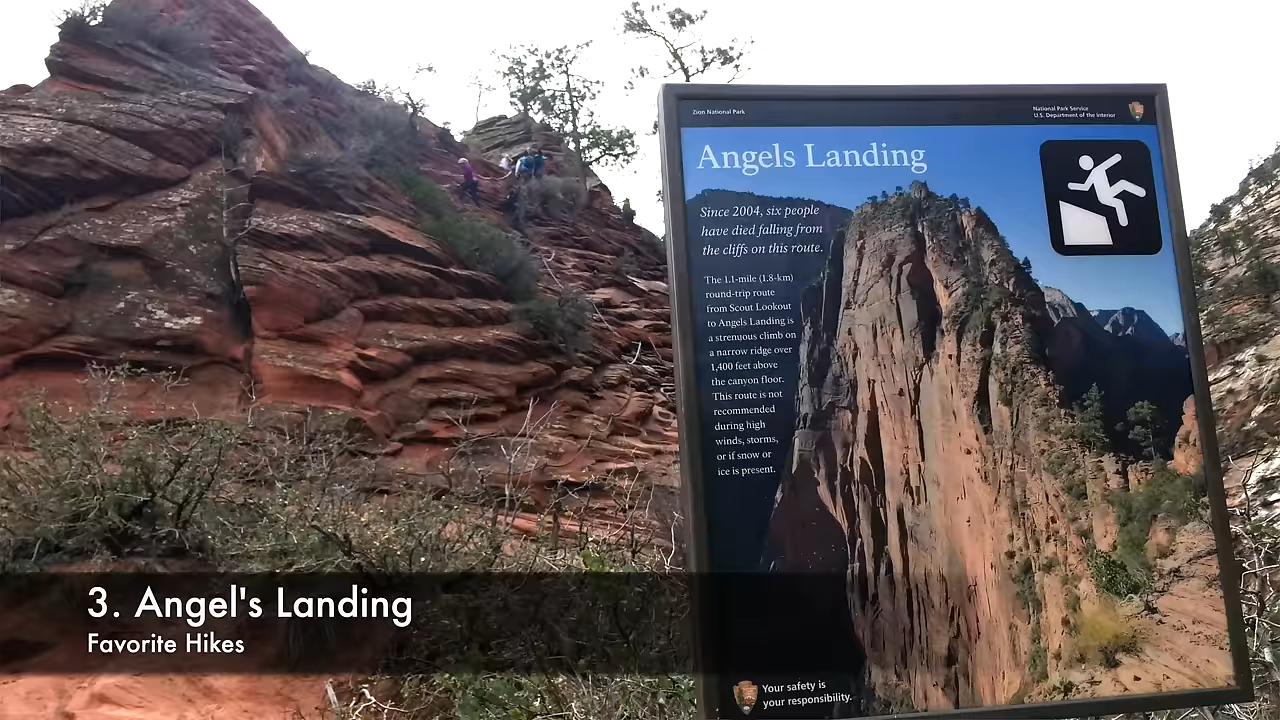 Zion National Park
National Park Service
U.S. Department of the Interior
Angels Landing
Since 2004, six people
have died falling from
the cliffs on this route.
The 1.1-mile (1.8-km)
round-trip route
from Scout Lookout
to Angels Landing is
a strenuous climb on
a narrow ridge over
1,400 feet above
the canyon floor.
This route is not
recommended
during high
winds, storms,
or if snow or
ice is present.
Your safety is
your responsibility.
3. Angel's Landing
Favorite Hikes